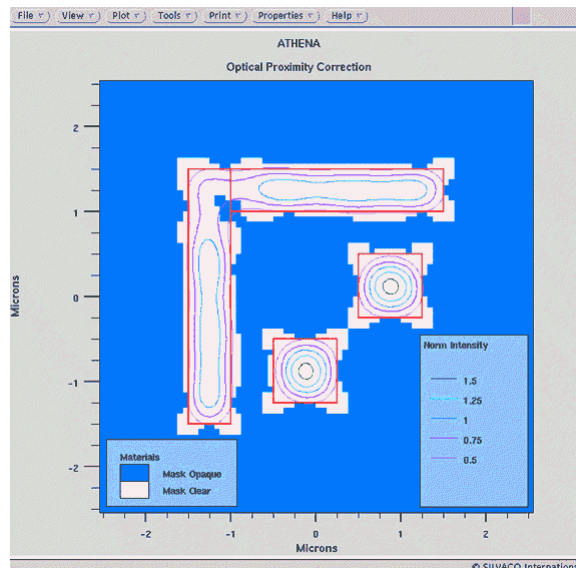 File View Plot Tools Print Properties Help
ATHENA
Optical Proximity Correction
2
1
0
-1
-2
Microns
Norm Intensity
1.5
1.25
1
0.75
0.5
Materials
Mask Opaque
Mask Clear
-2 -1 0 1 2
Microns
© SILVACO Internationa